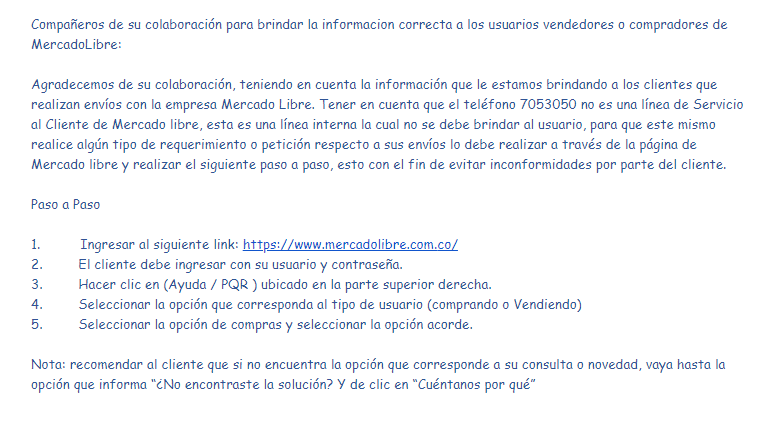 Compañeros de su colaboración para brindar la informacion correcta a los usuarios vendedores o compradores de
MercadoLibre:
Agradecemos de su colaboración, teniendo en cuenta la información que le estamos brindando a los clientes que
realizan envíos con la empresa Mercado Libre. Tener en cuenta que el teléfono 7053050 no es una línea de Servicio
al Cliente de Mercado libre, esta es una línea interna la cual no se debe brindar al usuario, para que este mismo
realice algún tipo de requerimiento o petición respecto a sus envíos lo debe realizar a través de la página de
Mercado libre y realizar el siguiente paso a paso, esto con el fin de evitar inconformidades por parte del cliente.
Paso a Paso
1. Ingresar al siguiente link: https://www.mercadolibre.com.co/
2. El cliente debe ingresar con su usuario y contraseña.
3. Hacer clic en (Ayuda / PQR ) ubicado en la parte superior derecha.
4. Seleccionar la opción que corresponda al tipo de usuario (comprando o Vendiendo)
5. Seleccionar la opción de compras y seleccionar la opción acorde.
Nota: recomendar al cliente que si no encuentra la opción que corresponde a su consulta o novedad, vaya hasta la
opción que informa “¿No encontraste la solución? Y de clic en “Cuéntanos por qué”